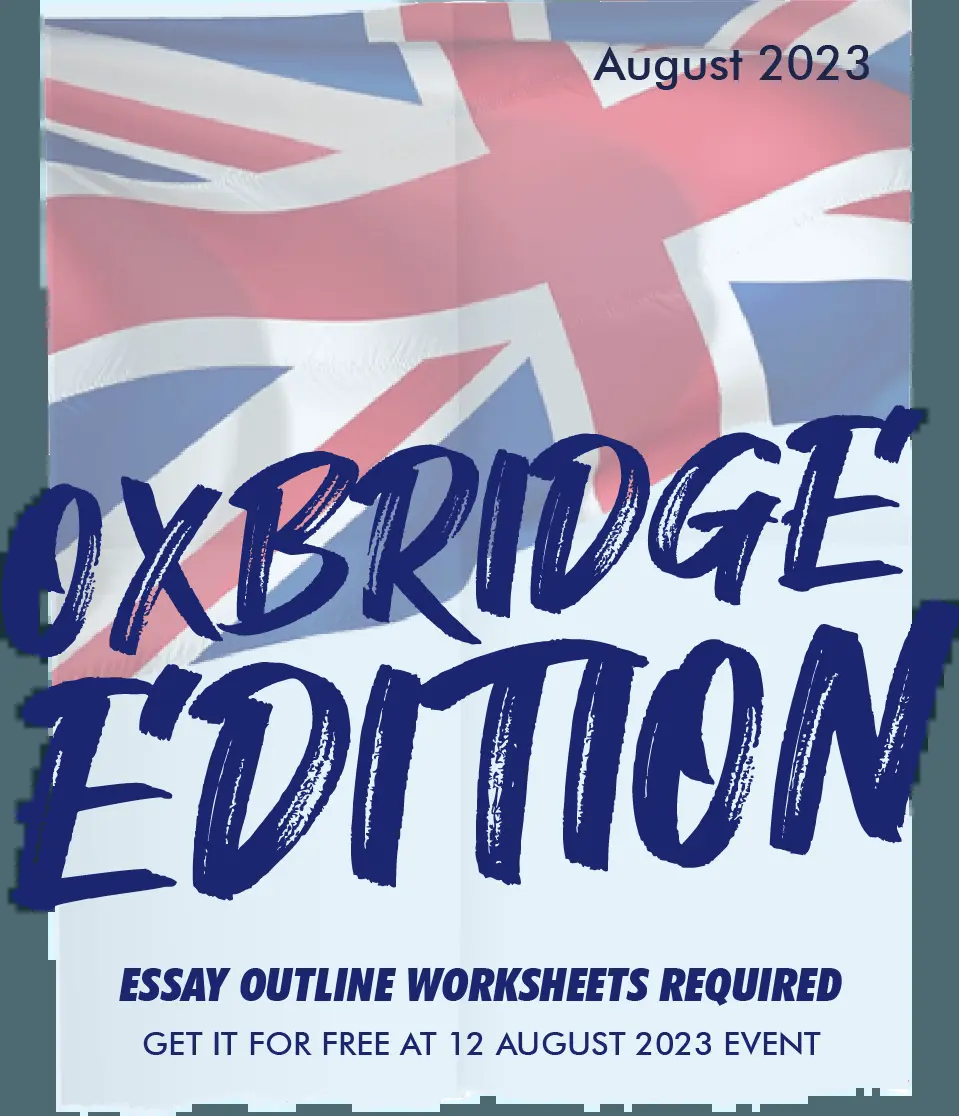 August 2023
OXBRIDGE
EDITION
ESSAY OUTLINE WORKSHEETS REQUIRED
GET IT FOR FREE AT 12 AUGUST 2023 EVENT